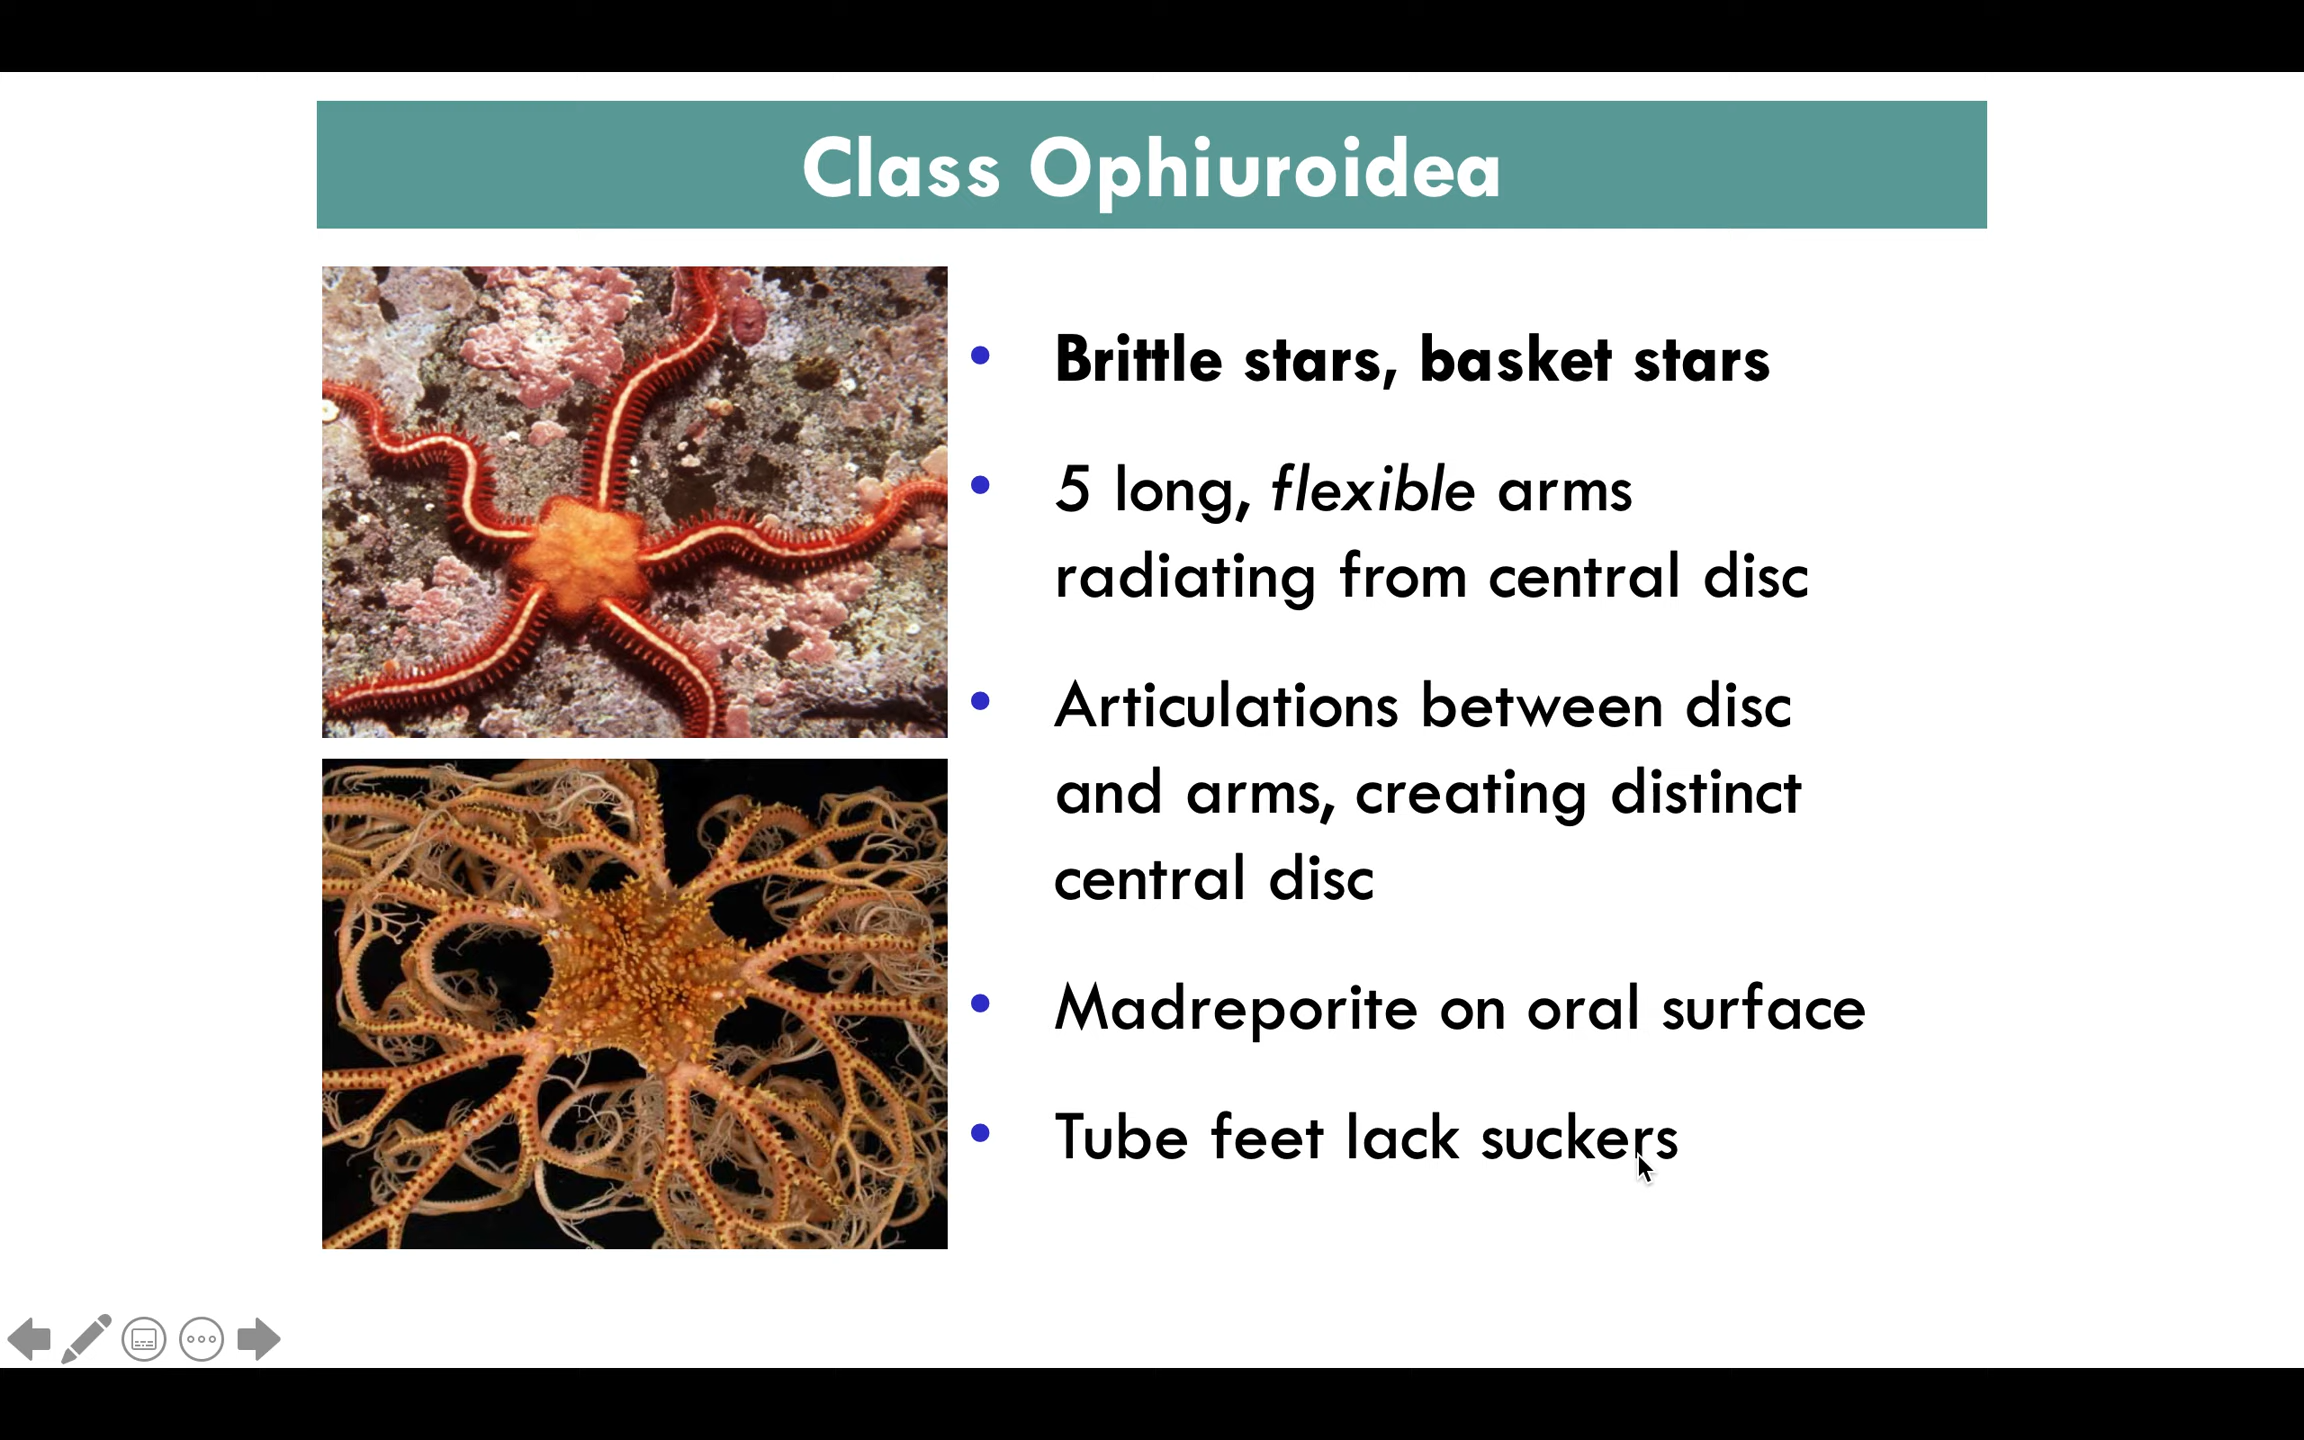 Class Ophiuroidea
• Brittle stars, basket stars
• 5 long, flexible arms
radiating from central disc
• Articulations between disc
and arms, creating distinct
central disc
• Madreporite on oral surface
• Tube feet lack suckers